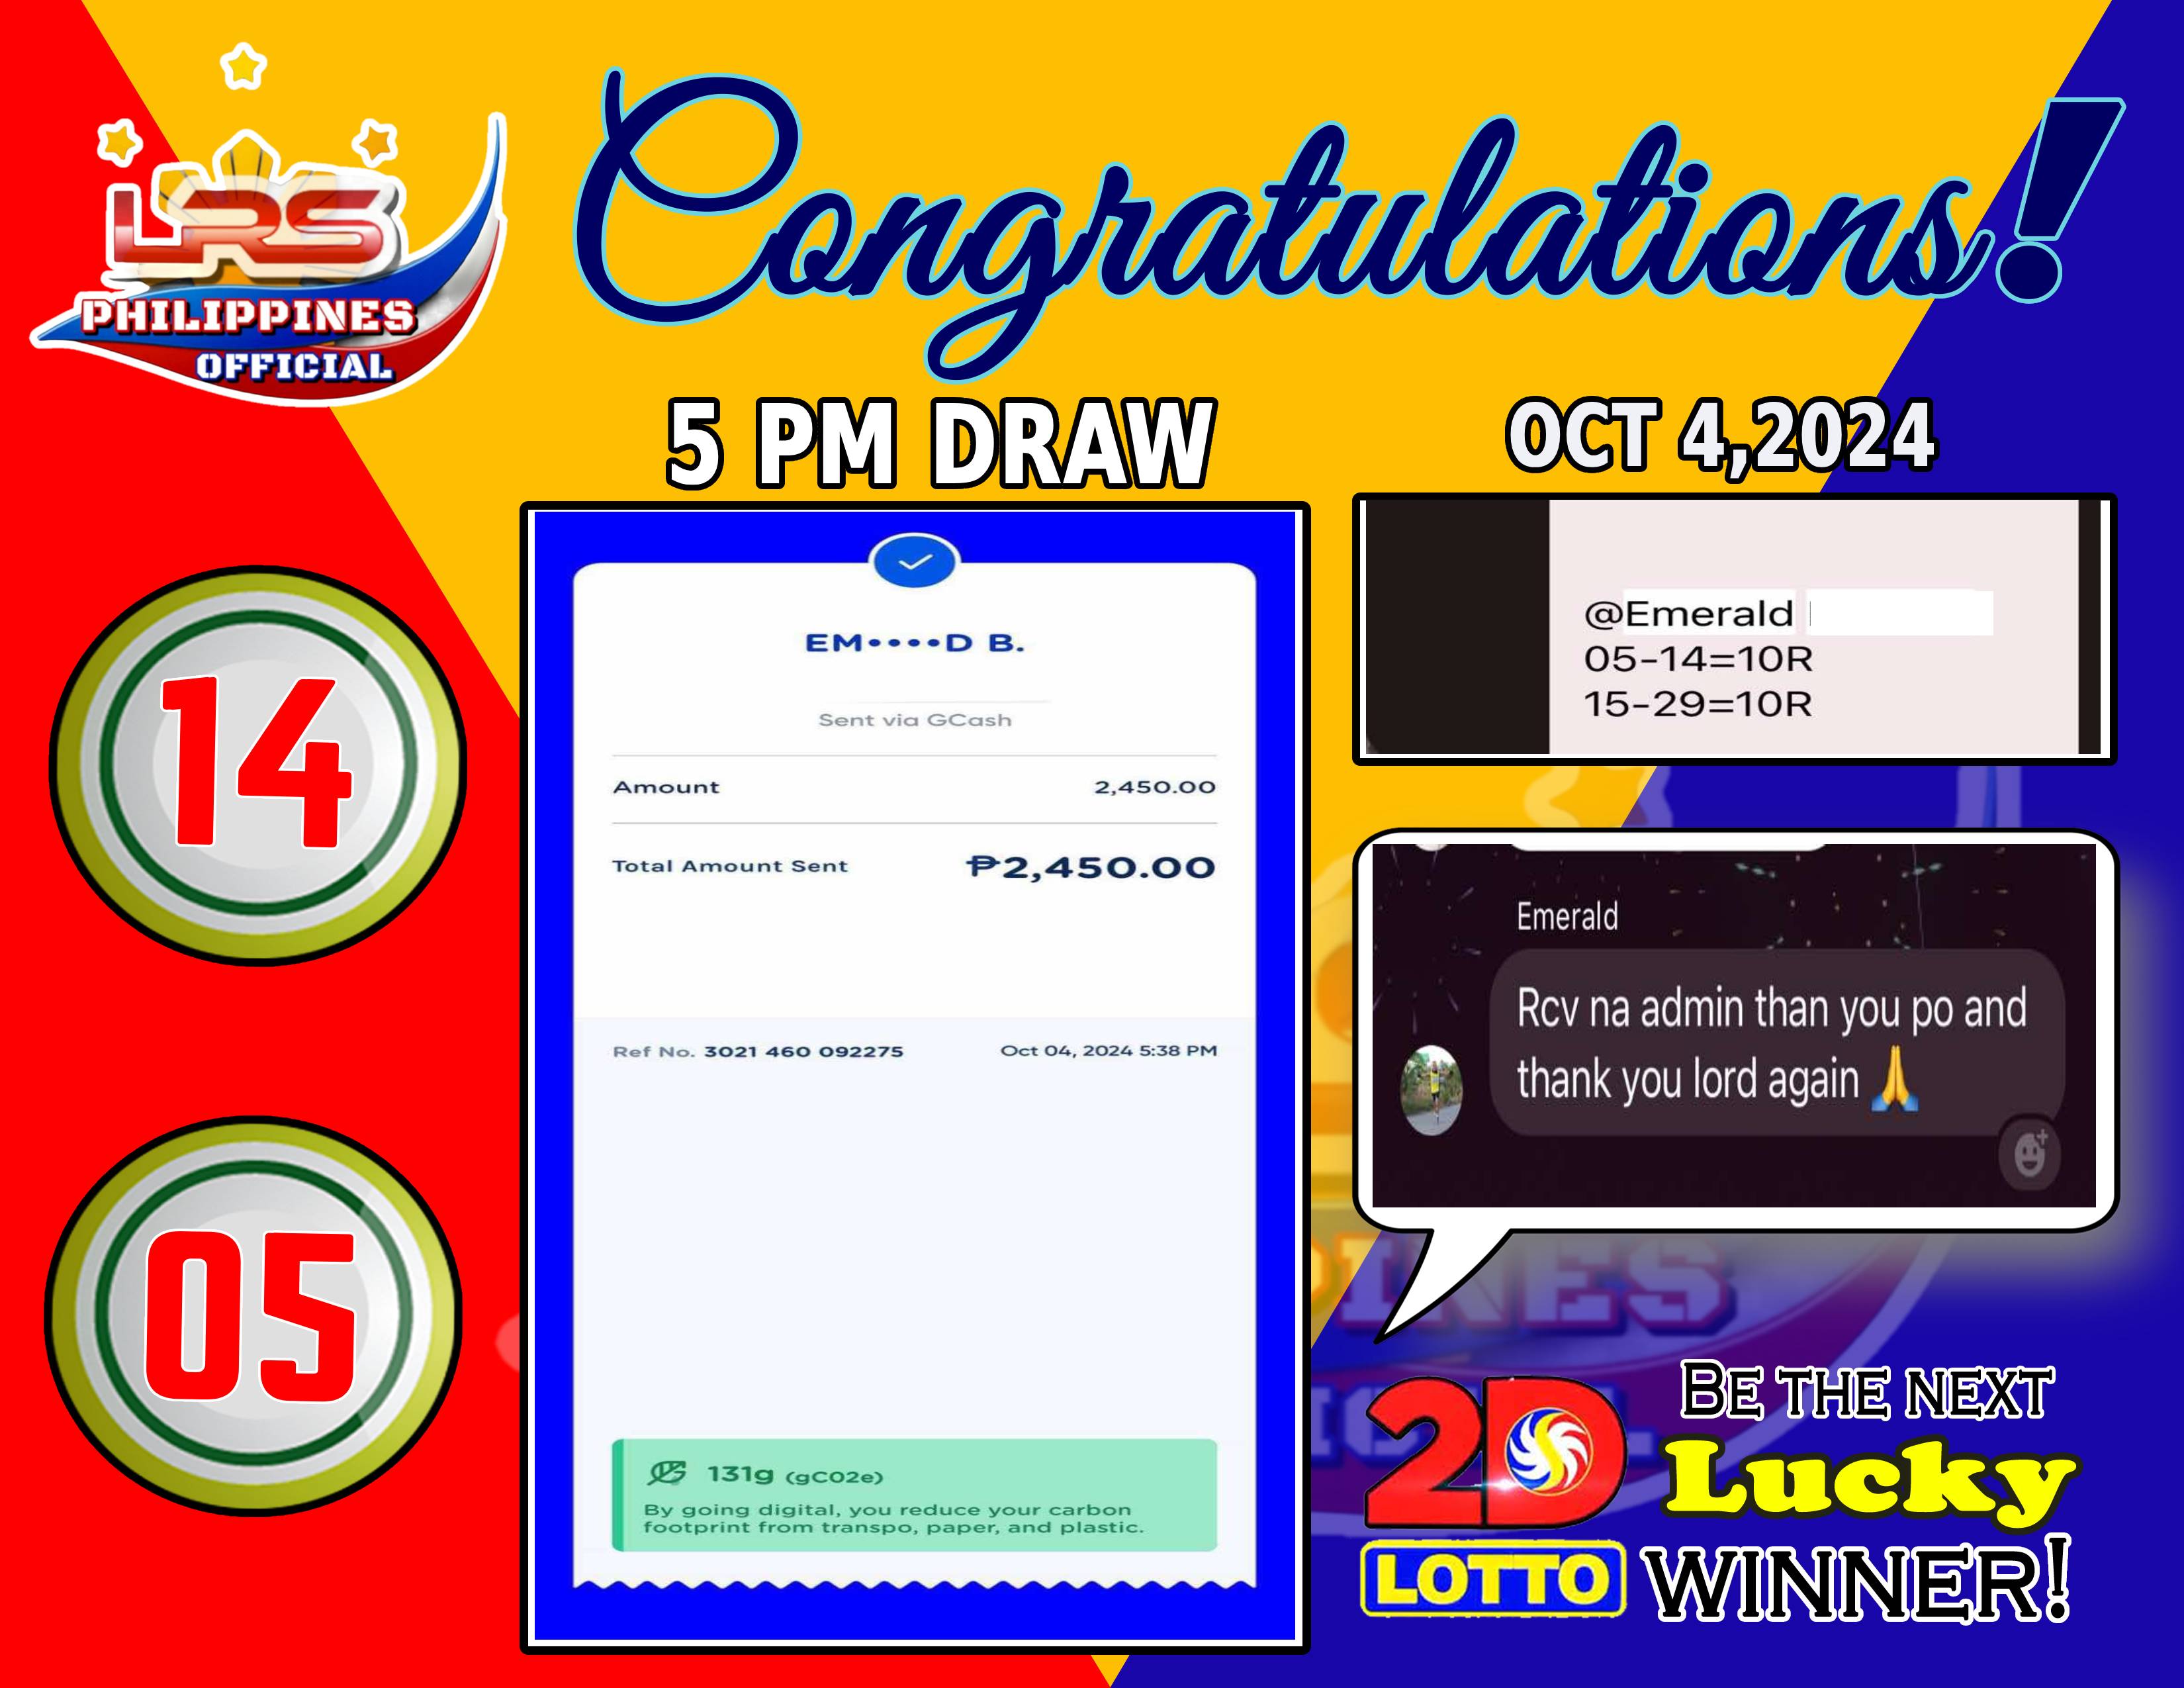 LRS
PHILIPPINES
OFFICIAL
Congratulations!
5 PM DRAW
OCT 4,2024
14
05
EM••••D B.
Sent via GCash
Amount 2,450.00
Total Amount Sent ₱2,450.00
Ref No. 3021 460 092275 Oct 04, 2024 5:38 PM
131g (gCO2e)
By going digital, you reduce your carbon
footprint from transpo, paper, and plastic.
@Emerald
05-14=10R
15-29=10R
Emerald
Rcv na admin than you po and
thank you lord again 🙏
2D
LOTTO
BE THE NEXT
Lucky
WINNER!